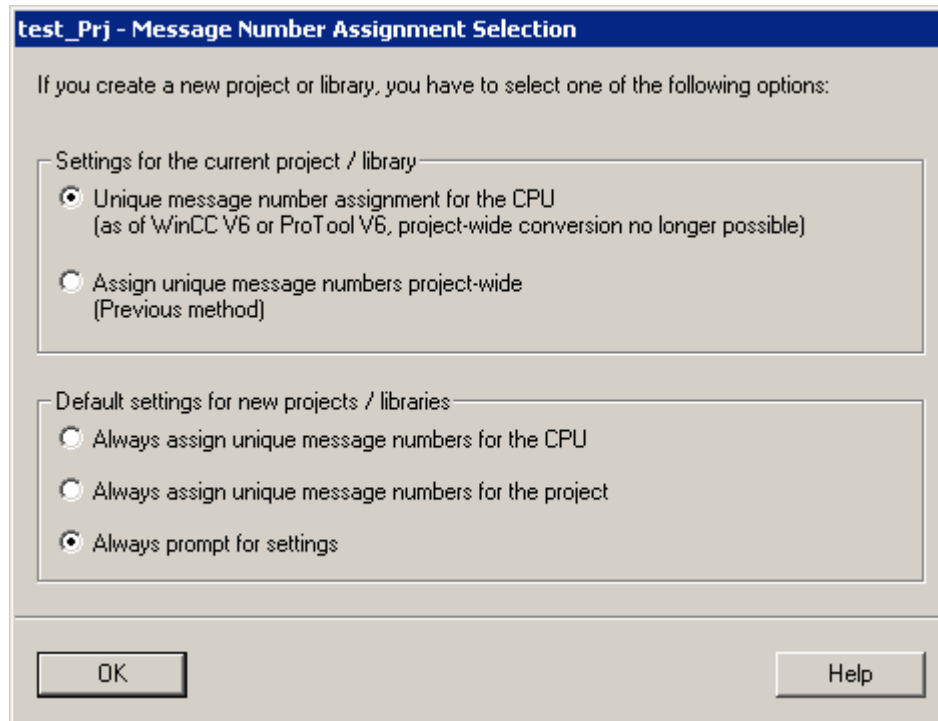 test_Prj - Message Number Assignment Selection
If you create a new project or library, you have to select one of the following options:
Settings for the current project / library
Unique message number assignment for the CPU
(as of WinCC V6 or ProTool V6, project-wide conversion no longer possible)
Assign unique message numbers project-wide
(Previous method)
Default settings for new projects / libraries
Always assign unique message numbers for the CPU
Always assign unique message numbers for the project
Always prompt for settings
OK
Help